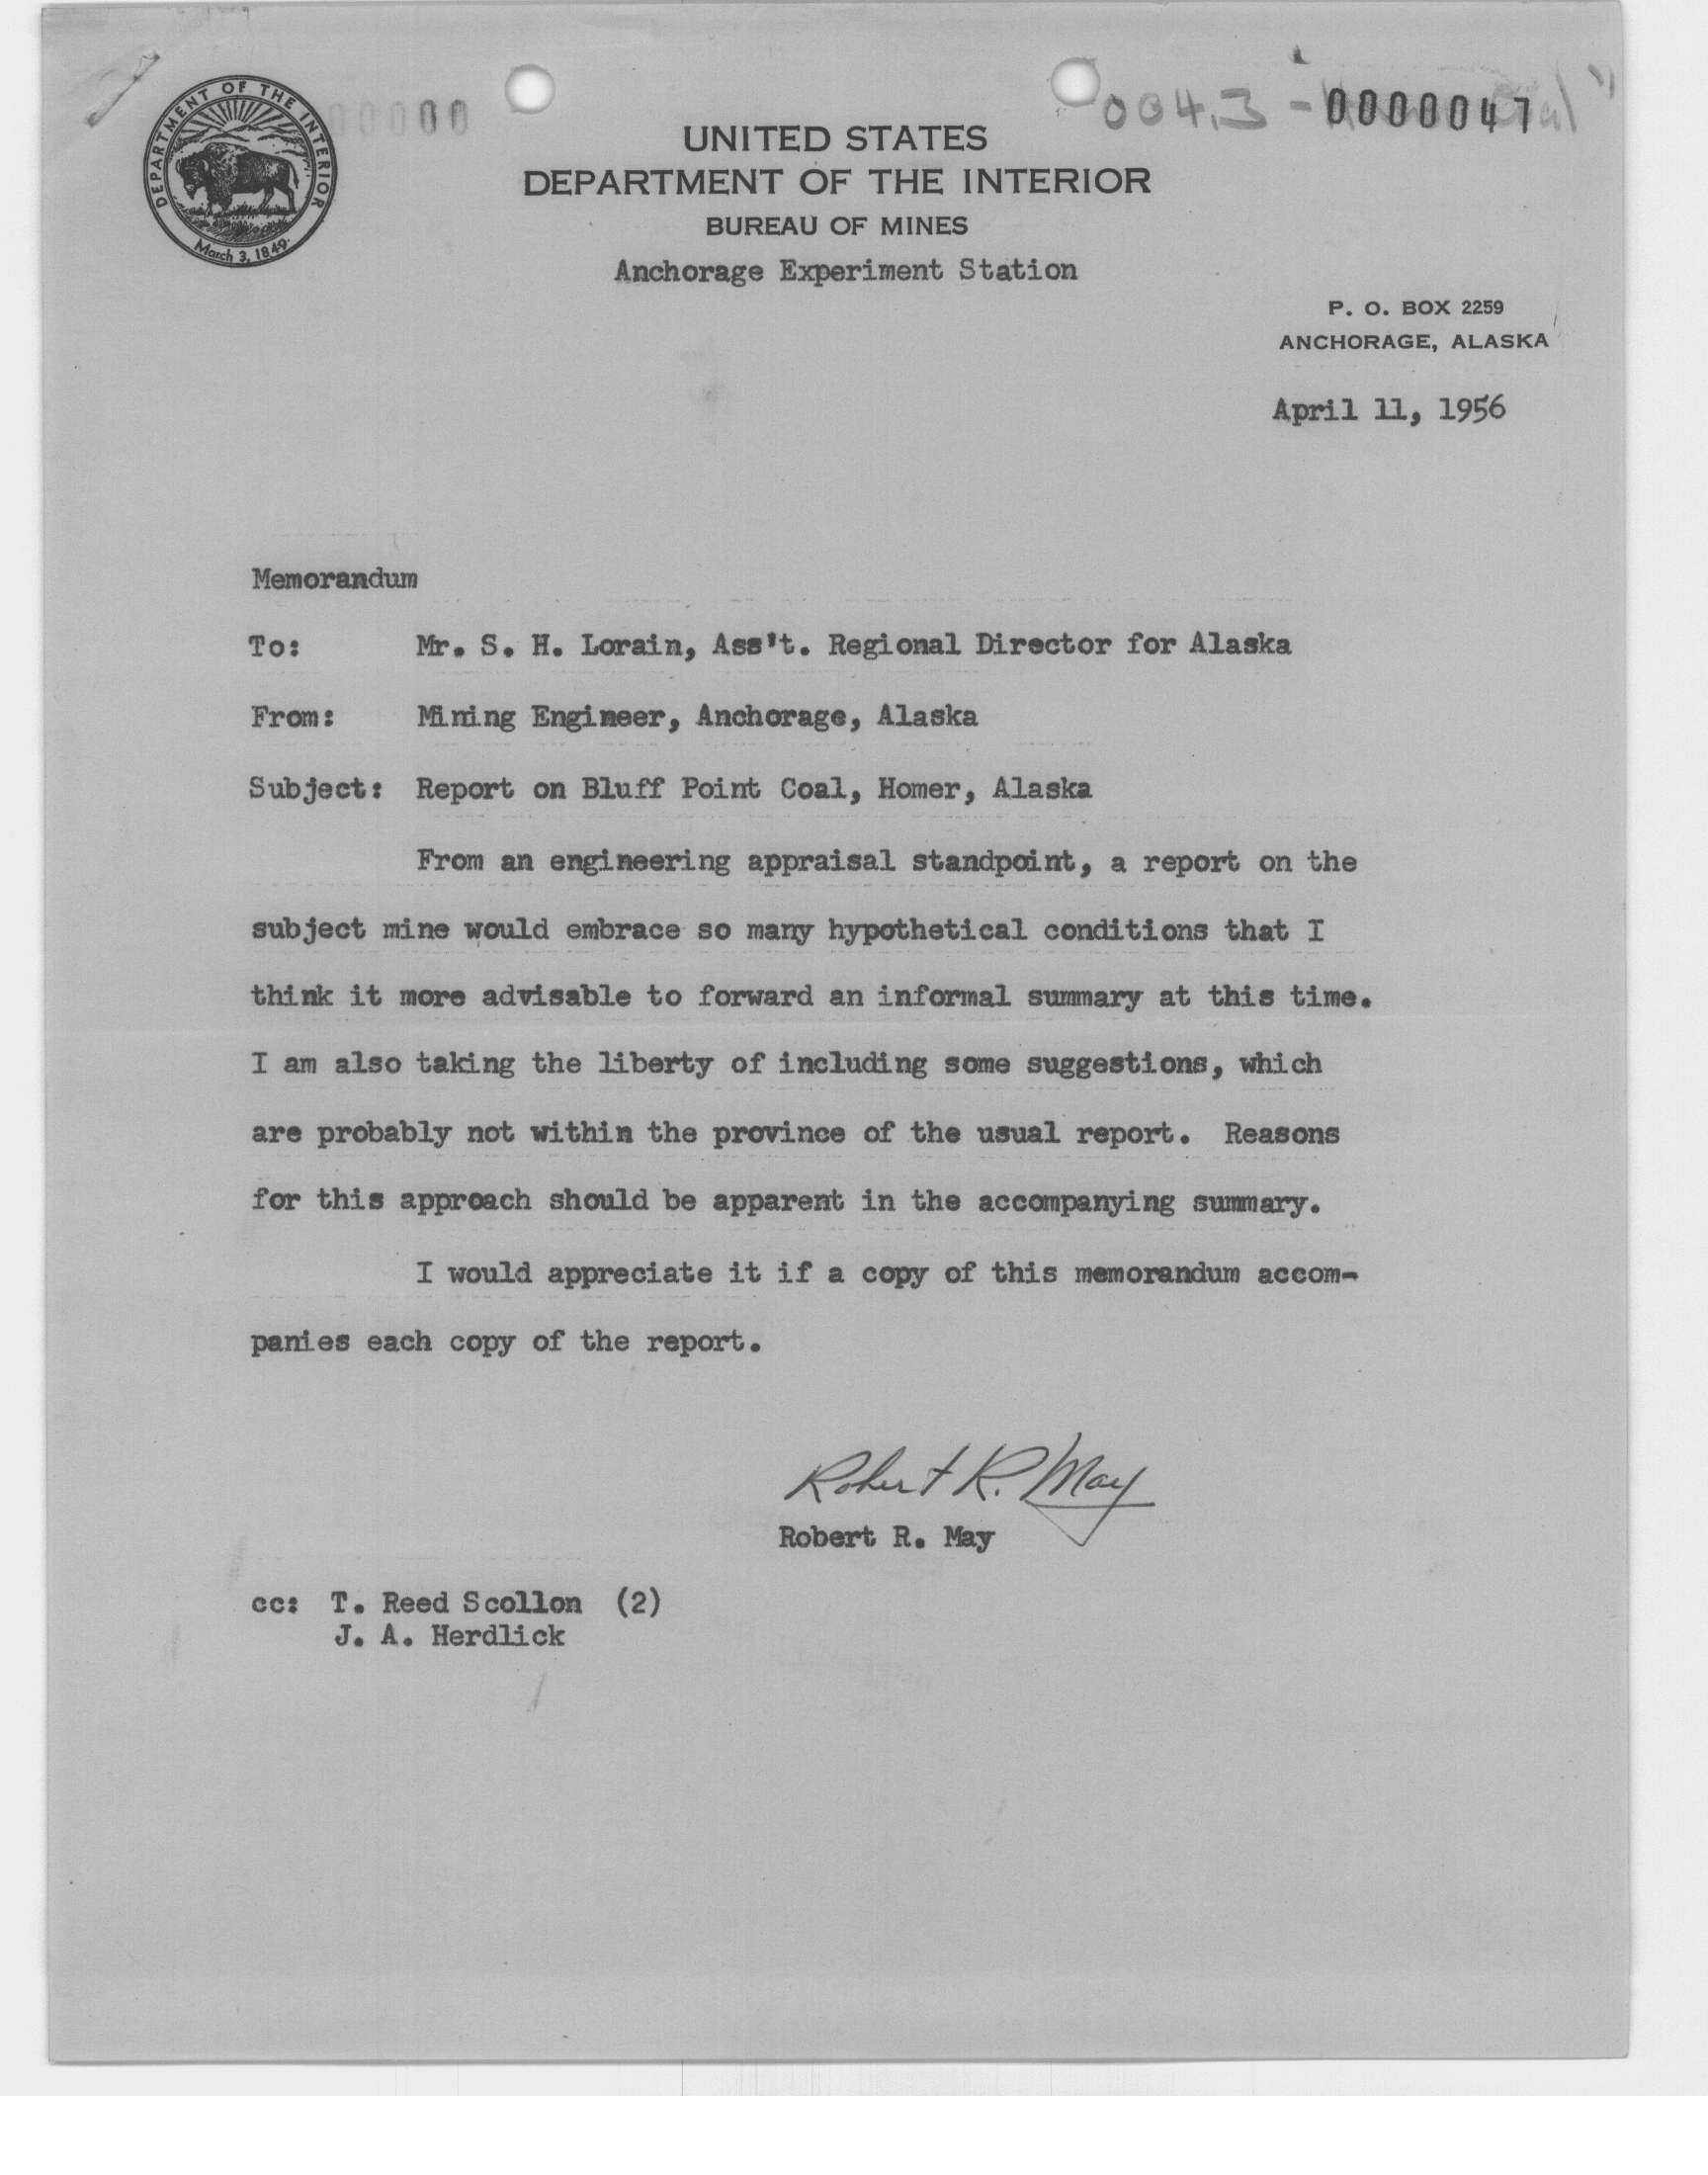 DEPARTMENT OF THE INTERIOR
March 3, 1849
00000
004.3 - 0000047
UNITED STATES
DEPARTMENT OF THE INTERIOR
BUREAU OF MINES
Anchorage Experiment Station
P. O. BOX 2259
ANCHORAGE, ALASKA
April 11, 1956
Memorandum
To: Mr. S. H. Lorain, Ass't. Regional Director for Alaska
From: Mining Engineer, Anchorage, Alaska
Subject: Report on Bluff Point Coal, Homer, Alaska
From an engineering appraisal standpoint, a report on the
subject mine would embrace so many hypothetical conditions that I
think it more advisable to forward an informal summary at this time.
I am also taking the liberty of including some suggestions, which
are probably not within the province of the usual report. Reasons
for this approach should be apparent in the accompanying summary.
I would appreciate it if a copy of this memorandum accom-
panies each copy of the report.
Robert R. May
Robert R. May
cc: T. Reed Scollon (2)
J. A. Herdlick